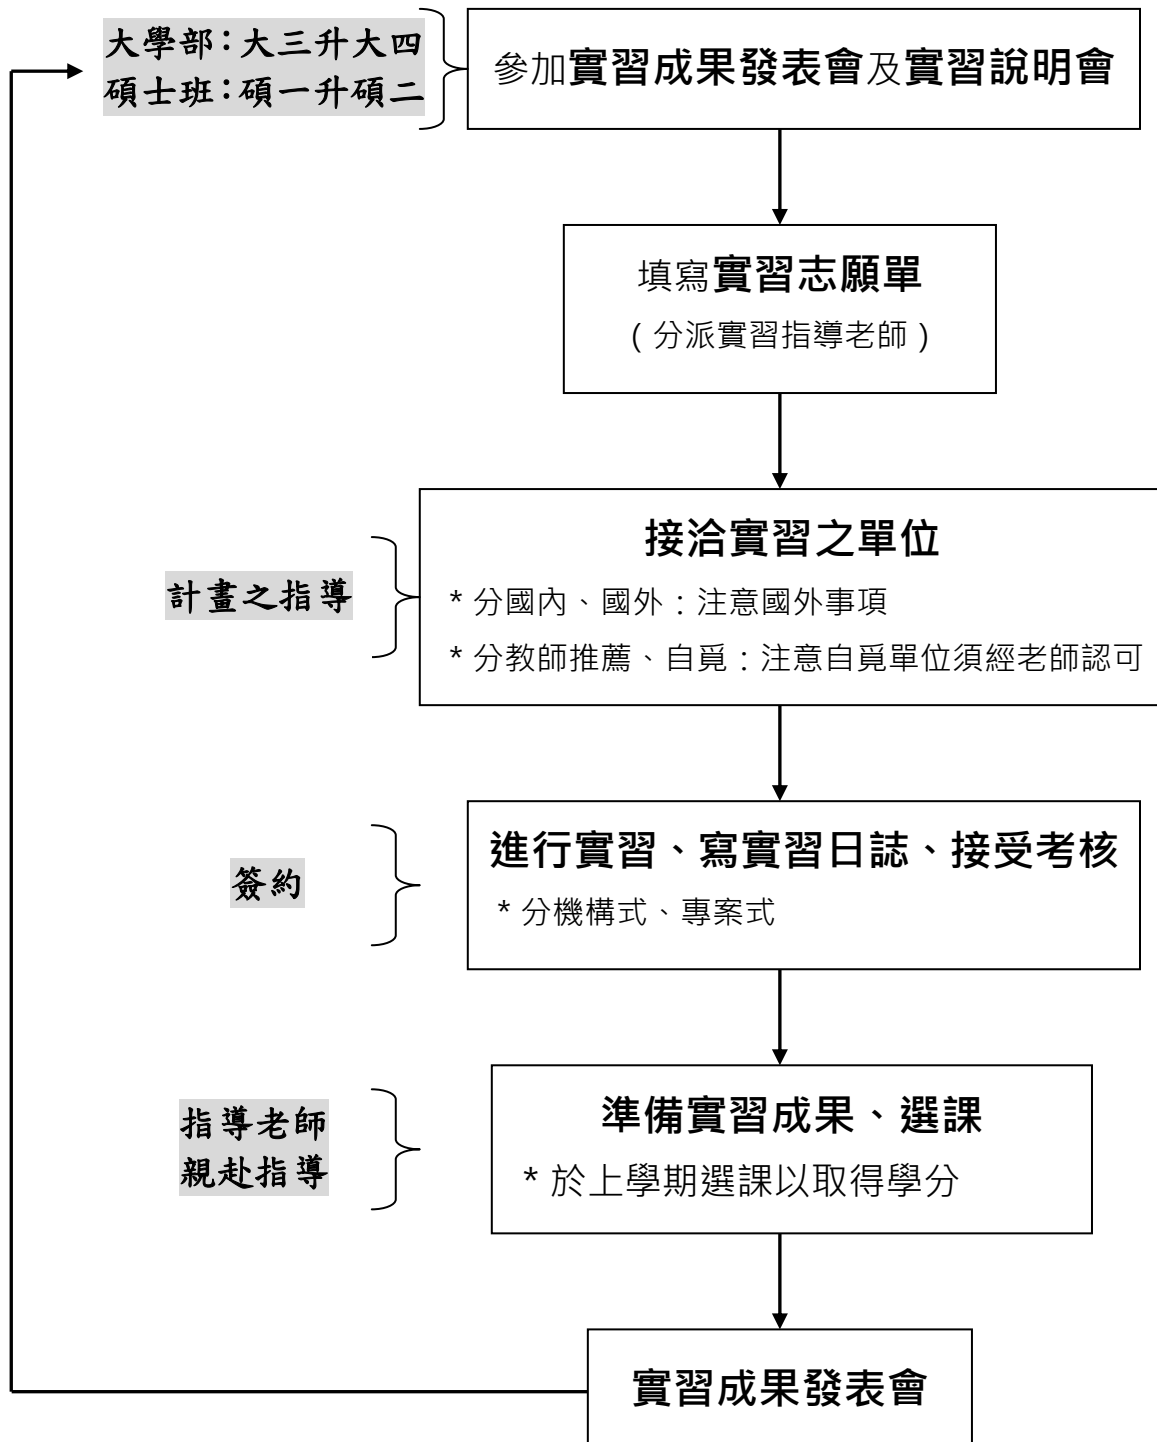 大學部：大三升大四
碩士班：碩一升碩二
參加實習成果發表會及實習說明會
填寫實習志願單
（分派實習指導老師）
計畫之指導
接洽實習之單位
* 分國內、國外：注意國外事項
* 分教師推薦、自覓：注意自覓單位須經老師認可
簽約
進行實習、寫實習日誌、接受考核
* 分機構式、專案式
指導老師
親赴指導
準備實習成果、選課
* 於上學期選課以取得學分
實習成果發表會